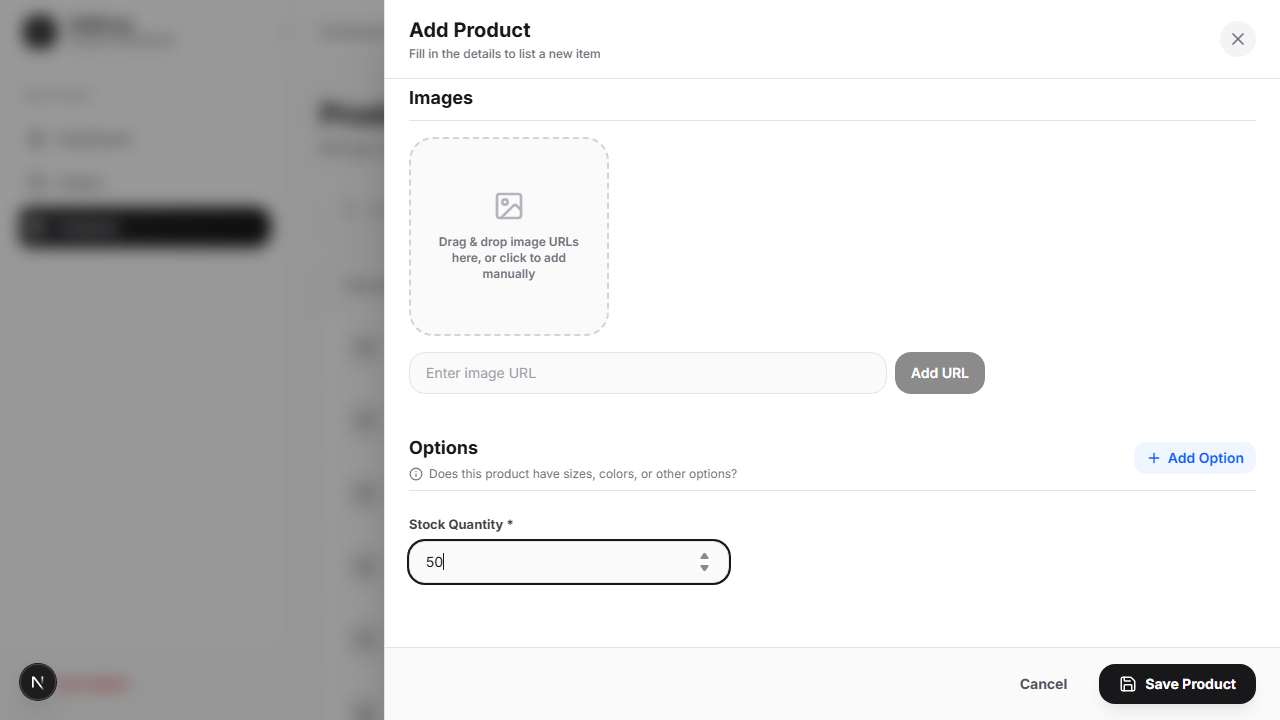 Add Product
Fill in the details to list a new item
Images
Drag & drop image URLs
here, or click to add
manually
Enter image URL
Add URL
Options
Does this product have sizes, colors, or other options?
Add Option
Stock Quantity *
50
N
Cancel
Save Product